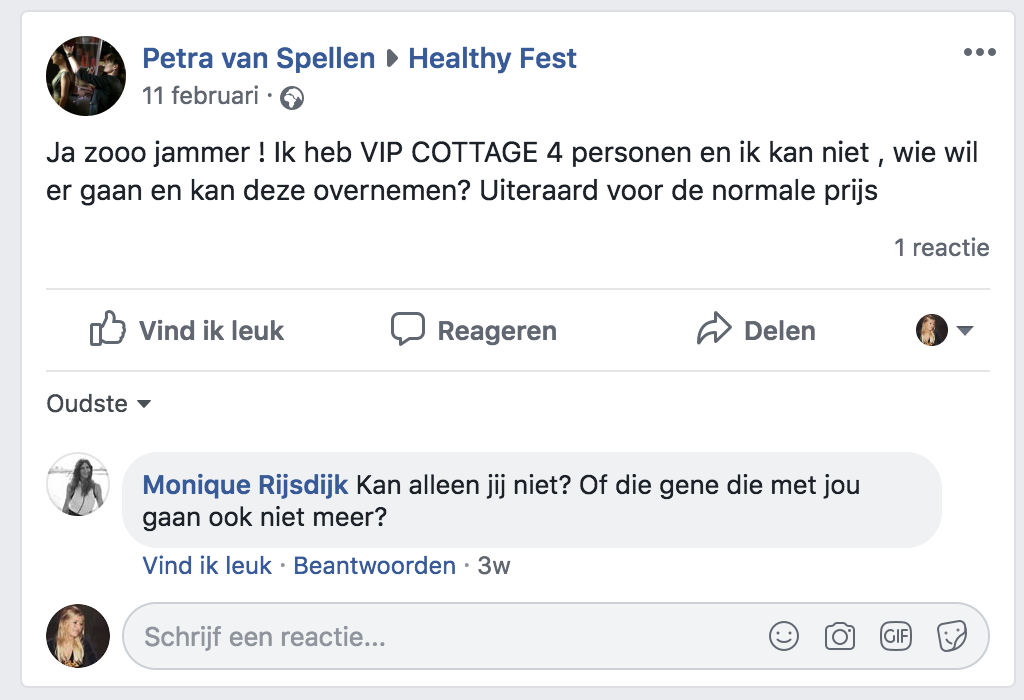 Petra van Spellen ▸ Healthy Fest
11 februari ·
Ja zooo jammer ! Ik heb VIP COTTAGE 4 personen en ik kan niet , wie wil
er gaan en kan deze overnemen? Uiteraard voor de normale prijs
1 reactie
Vind ik leuk Reageren Delen
Oudste
Monique Rijsdijk Kan alleen jij niet? Of die gene die met jou
gaan ook niet meer?
Vind ik leuk · Beantwoorden · 3w
Schrijf een reactie... GIF